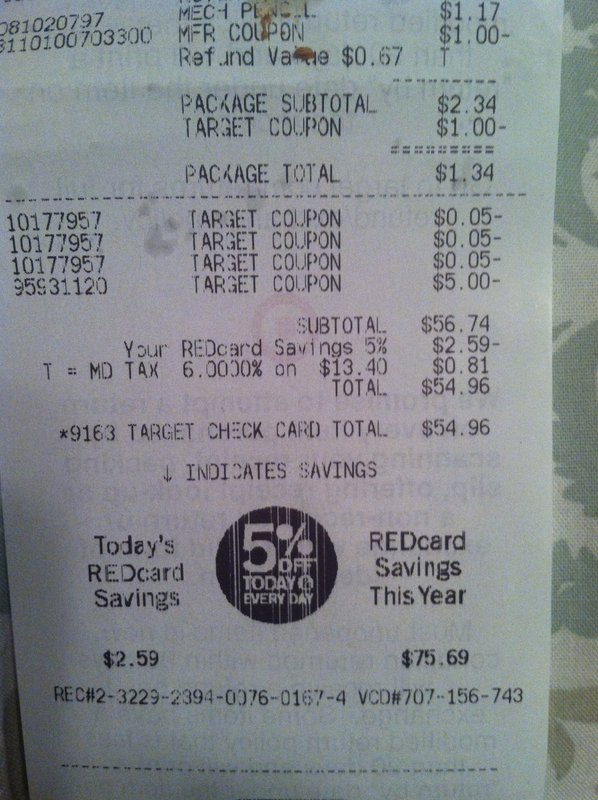 081020797 MECH PENCIL $1.17
3110100703300 MFR COUPON $1.00-
Refund Value $0.67 T
PACKAGE SUBTOTAL $2.34
TARGET COUPON $1.00-
PACKAGE TOTAL $1.34
10177957 TARGET COUPON $0.05-
10177957 TARGET COUPON $0.05-
10177957 TARGET COUPON $0.05-
95931120 TARGET COUPON $5.00-
SUBTOTAL $56.74
Your REDcard Savings 5% $2.59-
T = MD TAX 6.0000% on $13.40 $0.81
TOTAL $54.96
*9163 TARGET CHECK CARD TOTAL $54.96
↓ INDICATES SAVINGS
Today's REDcard Savings
5% OFF TODAY & EVERY DAY
REDcard Savings This Year
$2.59 $75.69
REC#2-3229-2394-0076-0167-4 VCD#707-156-743